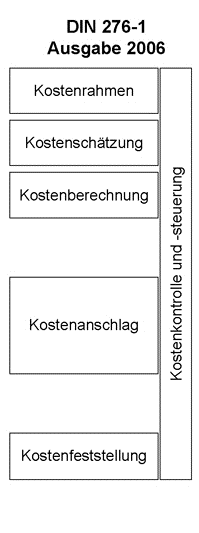 DIN 276-1
Ausgabe 2006
Kostenrahmen
Kostenschätzung
Kostenberechnung
Kostenanschlag
Kostenfeststellung
Kostenkontrolle und -steuerung